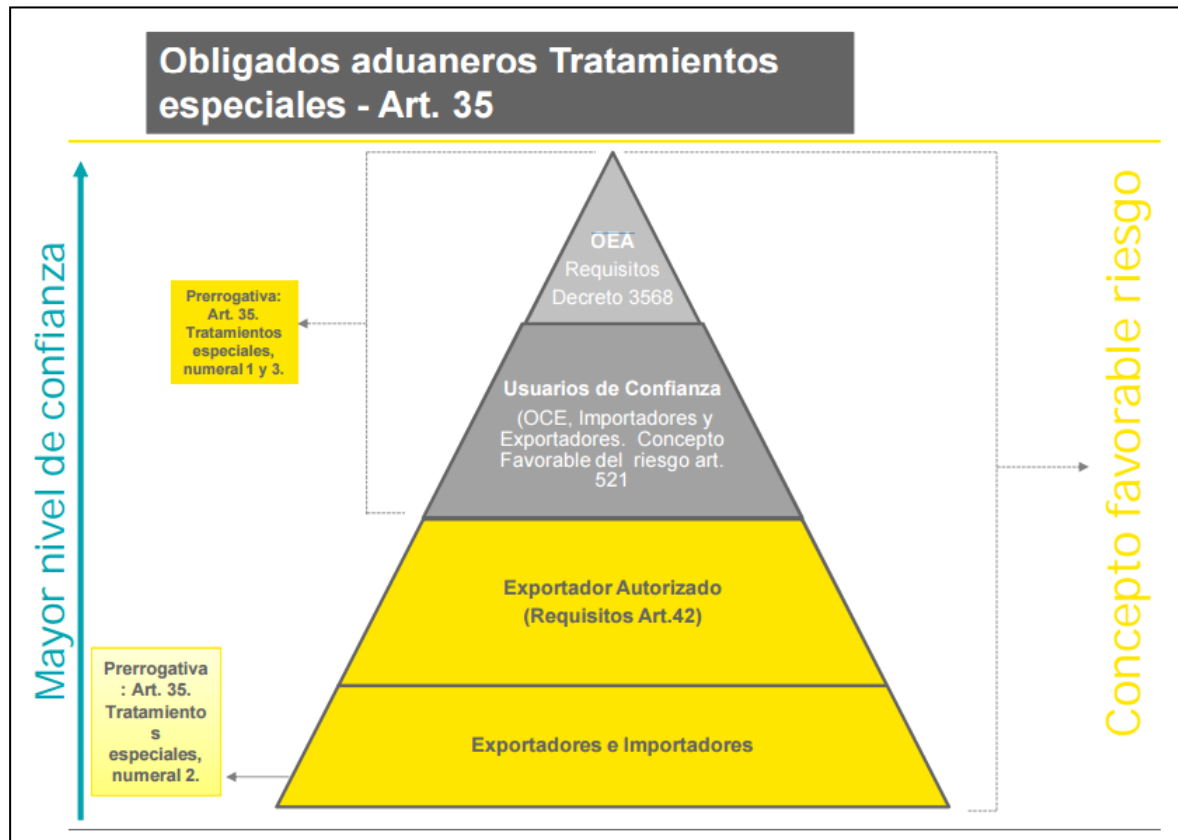 Obligados aduaneros Tratamientos
especiales - Art. 35
Mayor nivel de confianza
Prerrogativa:
Art. 35.
Tratamientos
especiales,
numeral 1 y 3.
OEA
Requisitos
Decreto 3568
Usuarios de Confianza
(OCE, Importadores y
Exportadores. Concepto
Favorable del riesgo art.
521
Exportador Autorizado
(Requisitos Art.42)
Prerrogativa
: Art. 35.
Tratamiento
s
especiales,
numeral 2.
Exportadores e Importadores
Concepto favorable riesgo